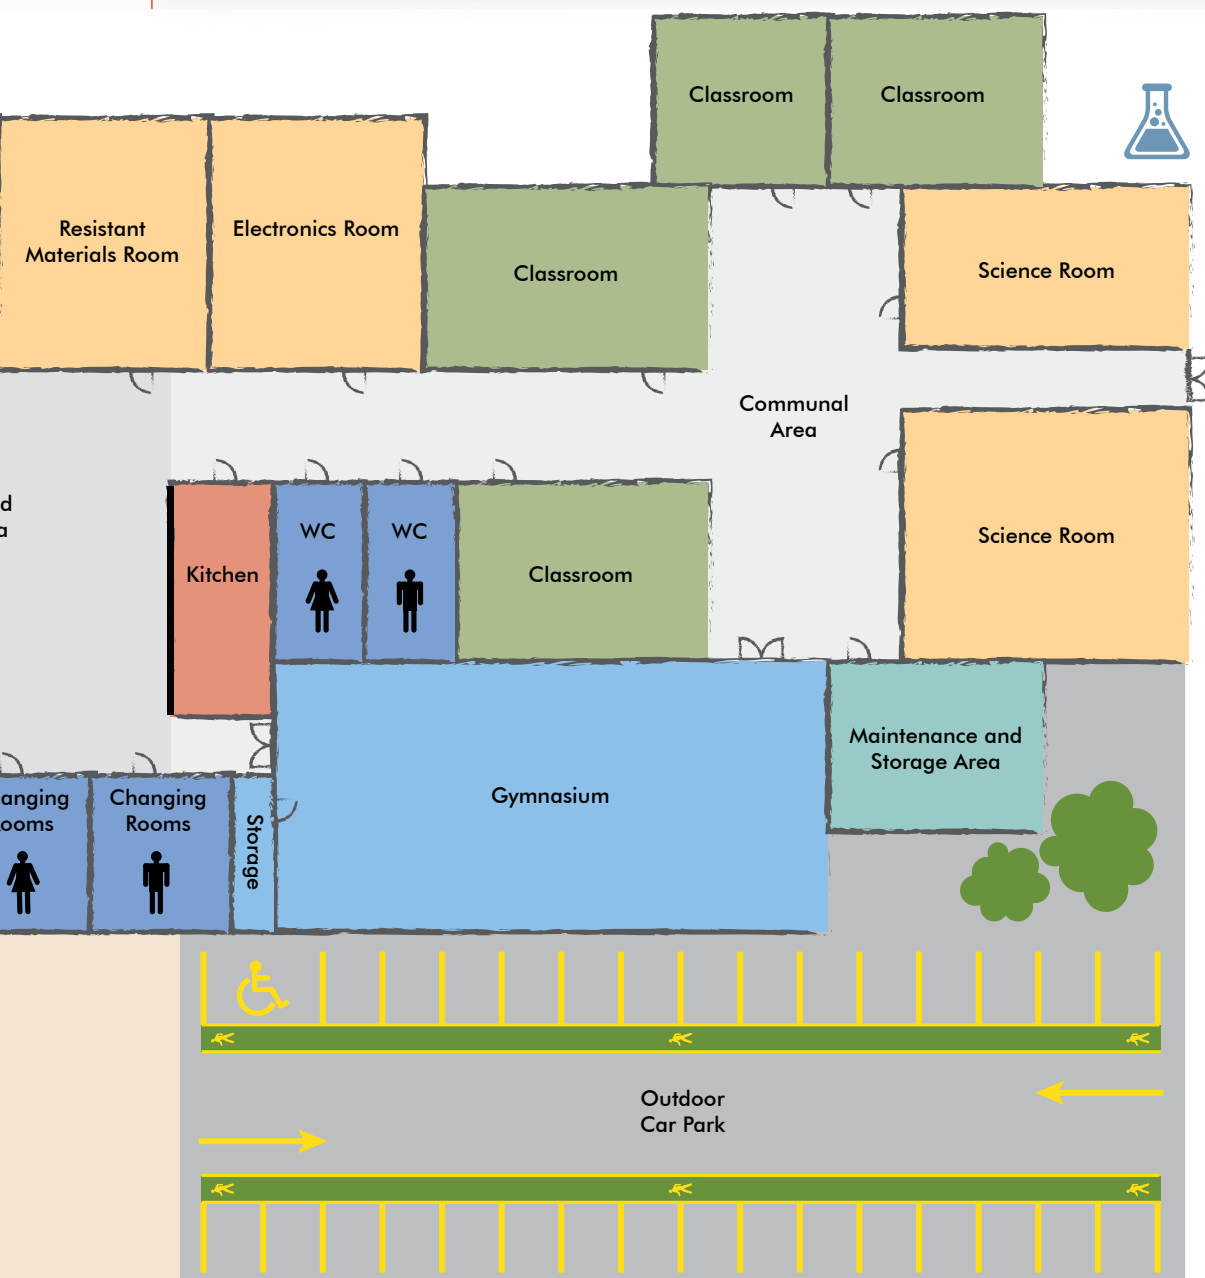 Classroom
Classroom
Resistant
Materials Room
Electronics Room
Classroom
Science Room
Communal
Area
d
a
WC
WC
Kitchen
Classroom
Science Room
Maintenance and
Storage Area
Gymnasium
anging
ooms
Changing
Rooms
Storage
Outdoor
Car Park